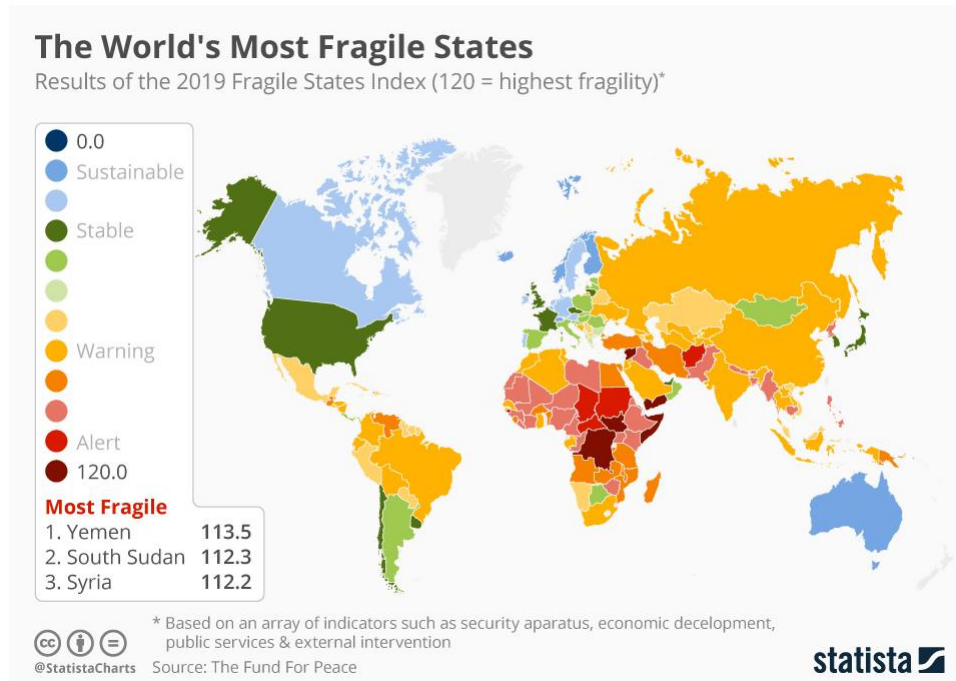 The World's Most Fragile States
Results of the 2019 Fragile States Index (120 = highest fragility)*
0.0
Sustainable
Stable
Warning
Alert
120.0
Most Fragile
1. Yemen 113.5
2. South Sudan 112.3
3. Syria 112.2
* Based on an array of indicators such as security aparatus, economic decelopment,
public services & external intervention
cc
@StatistaCharts Source: The Fund For Peace
statista